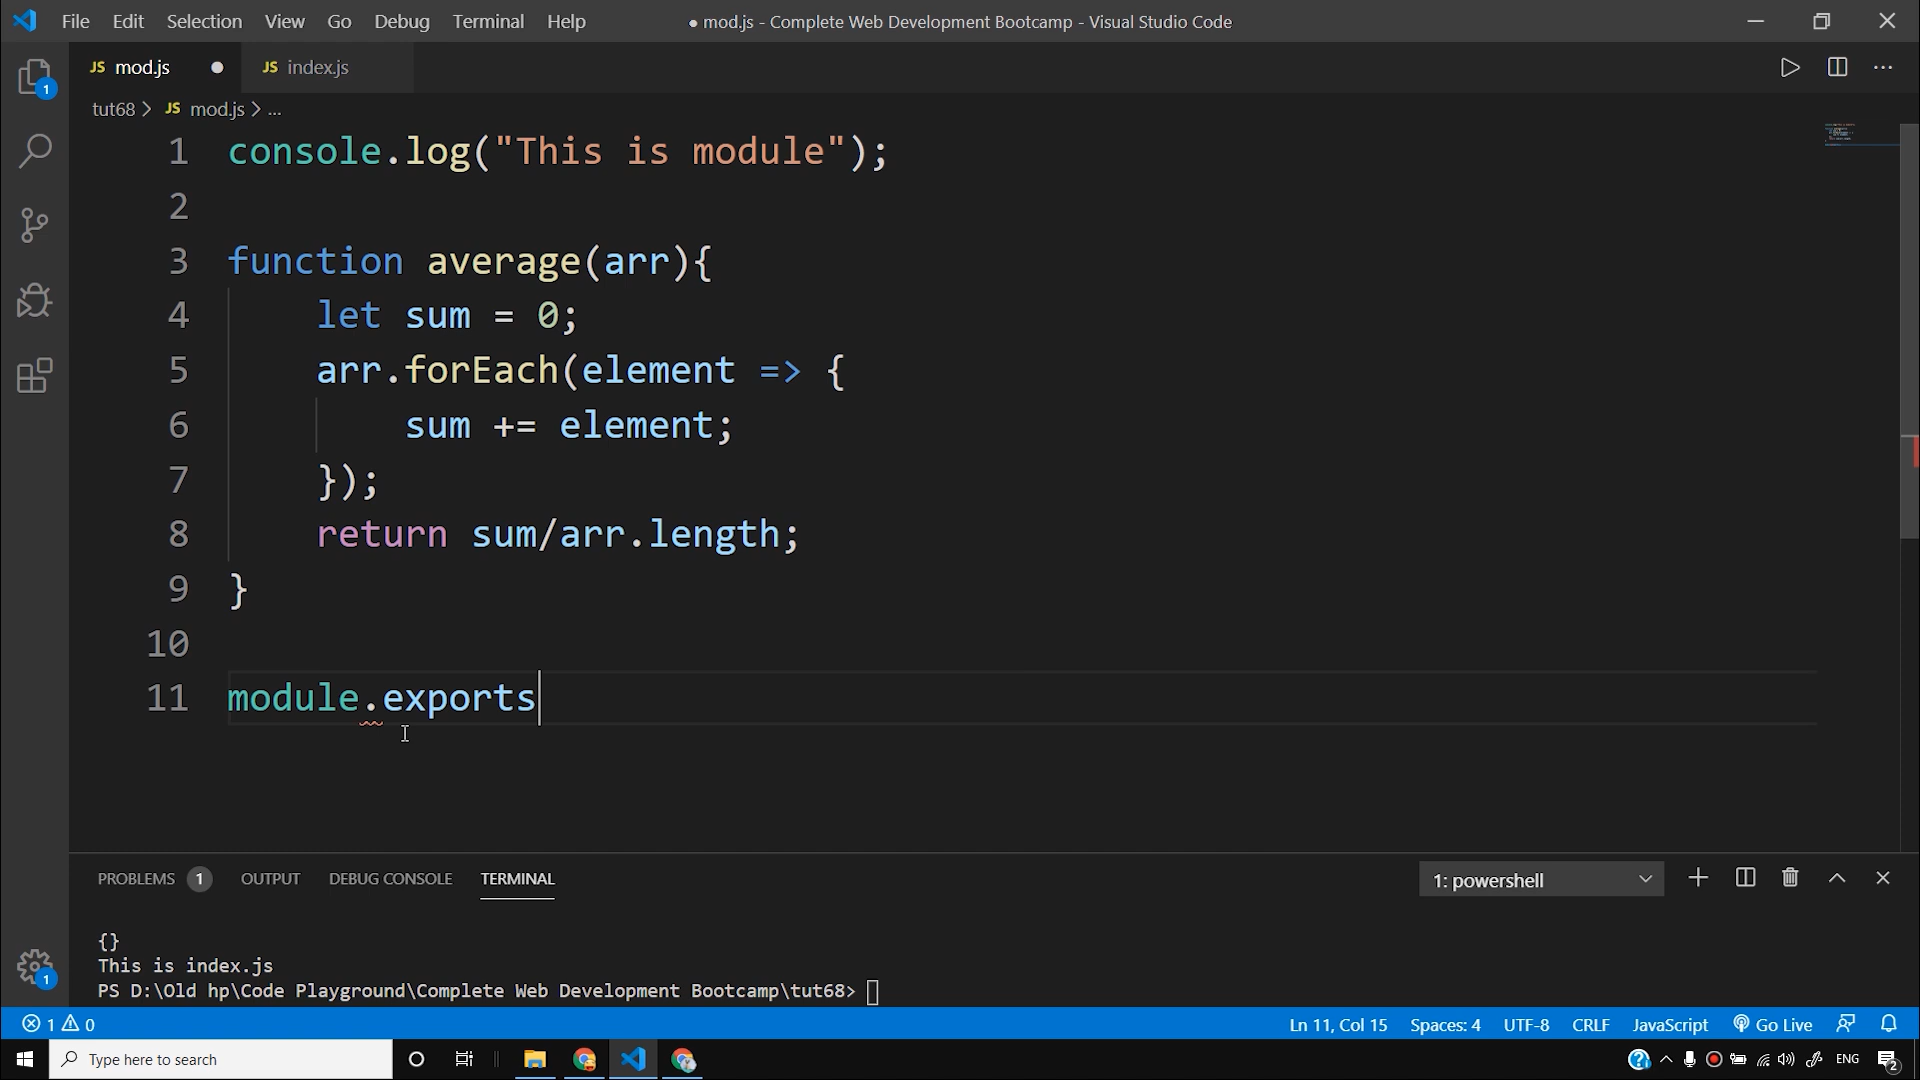 File Edit Selection View Go Debug Terminal Help ● mod.js - Complete Web Development Bootcamp - Visual Studio Code
JS mod.js ● JS index.js
tut68 > JS mod.js > ...
1 console.log("This is module");
2
3 function average(arr){
4 let sum = 0;
5 arr.forEach(element => {
6 sum += element;
7 });
8 return sum/arr.length;
9 }
10
11 module.exports
PROBLEMS 1 OUTPUT DEBUG CONSOLE TERMINAL 1: powershell
{}
This is index.js
PS D:\Old hp\Code Playground\Complete Web Development Bootcamp\tut68>
1 0 Ln 11, Col 15 Spaces: 4 UTF-8 CRLF JavaScript Go Live
Type here to search ENG 2
1
1